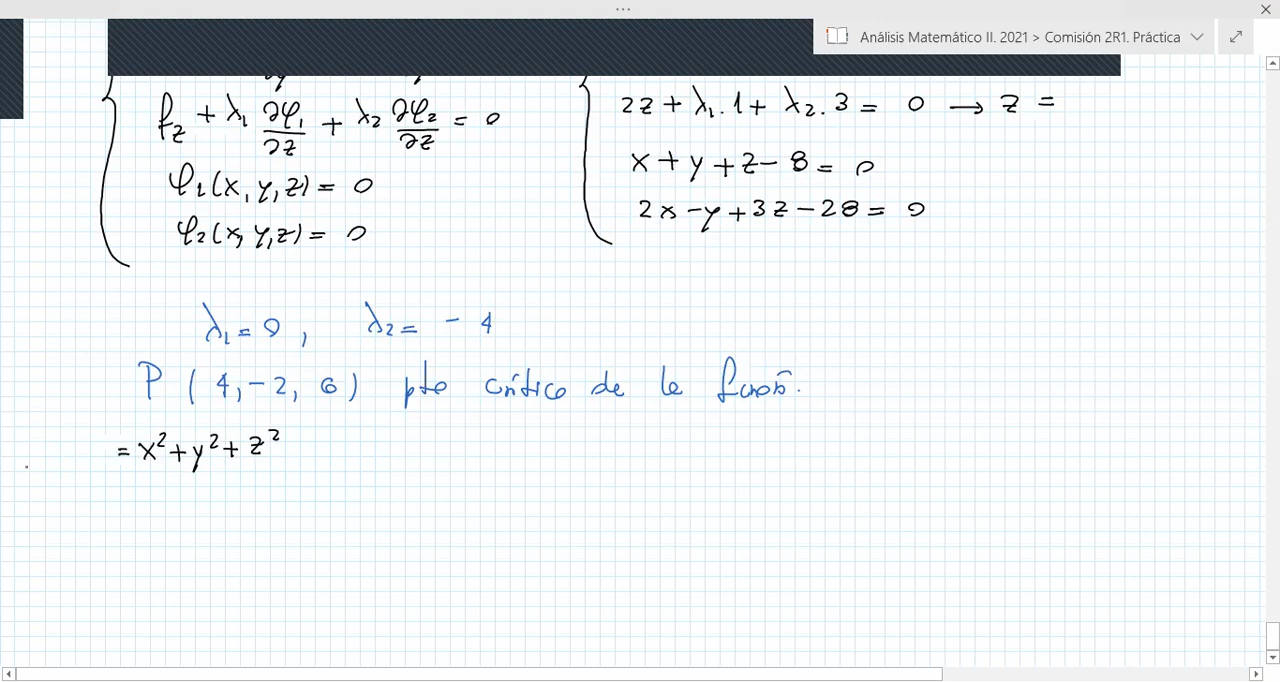 Análisis Matemático II. 2021 > Comisión 2R1. Práctica
f_z + λ₁ ∂φ₁/∂z + λ₂ ∂φ₂/∂z = 0
φ₁(x, y, z) = 0
φ₂(x, y, z) = 0
2z + λ₁.1 + λ₂.3 = 0 → z =
x + y + z - 8 = 0
2x - y + 3z - 28 = 0
λ₁ = 0, λ₂ = - 4
P (4, -2, 6) pto crítico de la
= x² + y² + z²